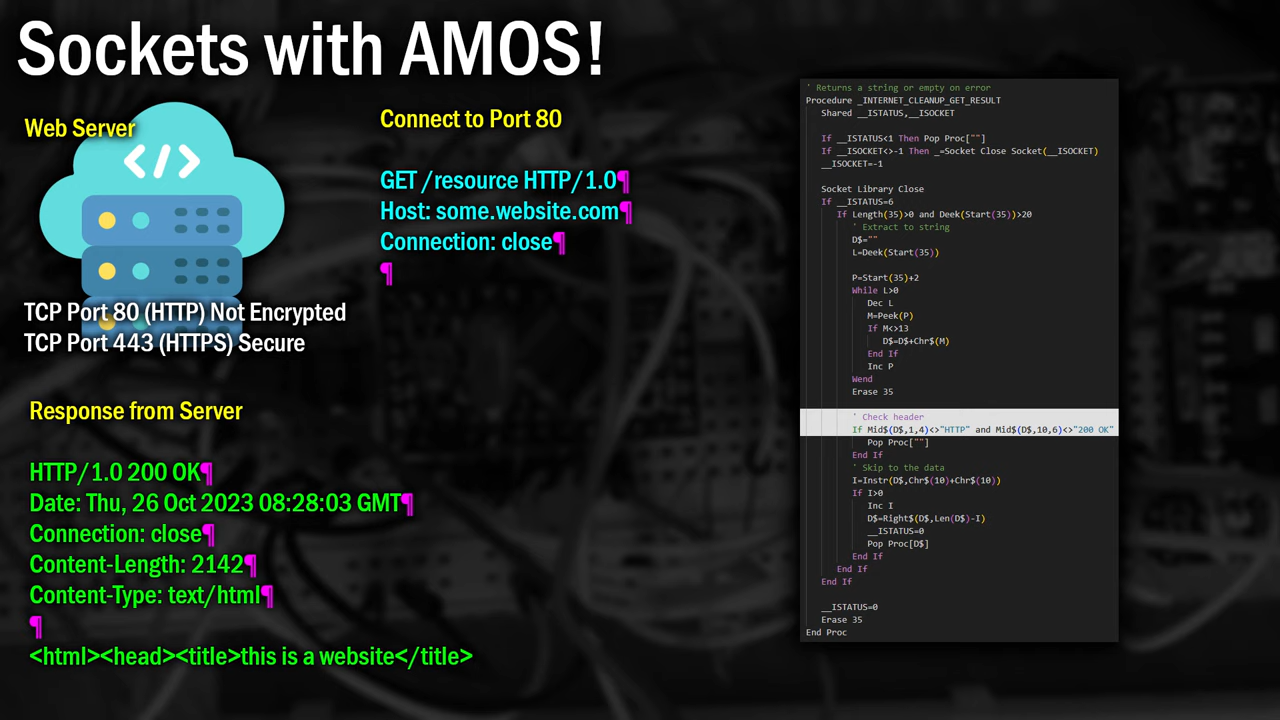 Sockets with AMOS!
Web Server
</>
TCP Port 80 (HTTP) Not Encrypted
TCP Port 443 (HTTPS) Secure
Connect to Port 80
GET /resource HTTP/1.0¶
Host: some.website.com¶
Connection: close¶
¶
Response from Server
HTTP/1.0 200 OK¶
Date: Thu, 26 Oct 2023 08:28:03 GMT¶
Connection: close¶
Content-Length: 2142¶
Content-Type: text/html¶
¶
<html><head><title>this is a website</title>
' Returns a string or empty on error
Procedure _INTERNET_CLEANUP_GET_RESULT
Shared __ISTATUS,__ISOCKET
If __ISTATUS<1 Then Pop Proc[""]
If __ISOCKET<>-1 Then _=Socket Close Socket(__ISOCKET)
__ISOCKET=-1
Socket Library Close
If __ISTATUS=6
If Length(35)>0 and Deek(Start(35))>20
' Extract to string
D$=""
L=Deek(Start(35))
P=Start(35)+2
While L>0
Dec L
M=Peek(P)
If M<>13
D$=D$+Chr$(M)
End If
Inc P
Wend
Erase 35
' Check header
If Mid$(D$,1,4)<>"HTTP" and Mid$(D$,10,6)<>"200 OK"
Pop Proc[""]
End If
' Skip to the data
I=Instr(D$,Chr$(10)+Chr$(10))
If I>0
Inc I
D$=Right$(D$,Len(D$)-I)
__ISTATUS=0
Pop Proc[D$]
End If
End If
End If
__ISTATUS=0
Erase 35
End Proc